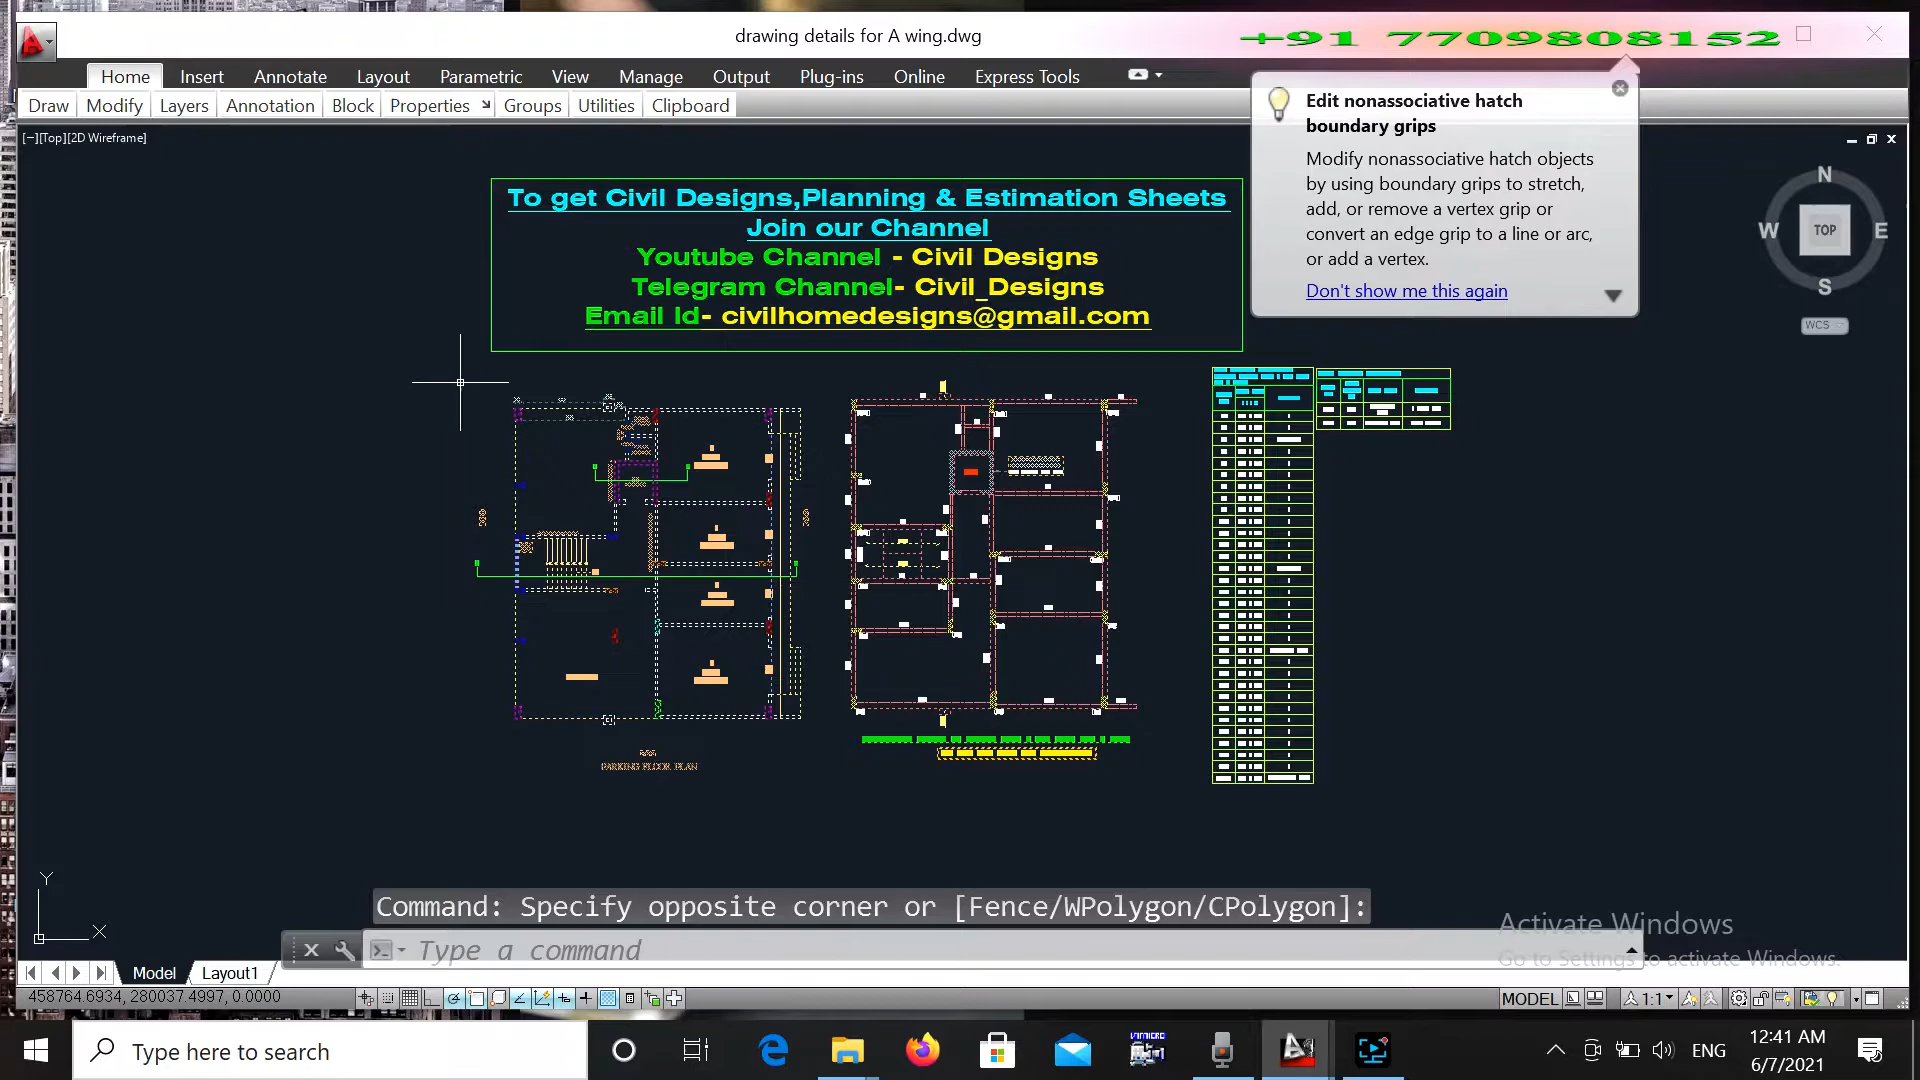 drawing details for A wing.dwg
+91 7709808152
Home Insert Annotate Layout Parametric View Manage Output Plug-ins Online Express Tools
Draw Modify Layers Annotation Block Properties Groups Utilities Clipboard
[−][Top][2D Wireframe]
Edit nonassociative hatch
boundary grips
Modify nonassociative hatch objects
by using boundary grips to stretch,
add, or remove a vertex grip or
convert an edge grip to a line or arc,
or add a vertex.
Don't show me this again
N
W TOP E
S
WCS
To get Civil Designs,Planning & Estimation Sheets
Join our Channel
Youtube Channel - Civil Designs
Telegram Channel- Civil_Designs
Email Id- civilhomedesigns@gmail.com
PARKING FLOOR PLAN
Y
X
Command: Specify opposite corner or [Fence/WPolygon/CPolygon]:
Type a command
Activate Windows
Go to Settings to activate Windows.
Model Layout1
458764.6934, 280037.4997, 0.0000
MODEL 1:1
Type here to search
VIMICRO
ENG
12:41 AM
6/7/2021